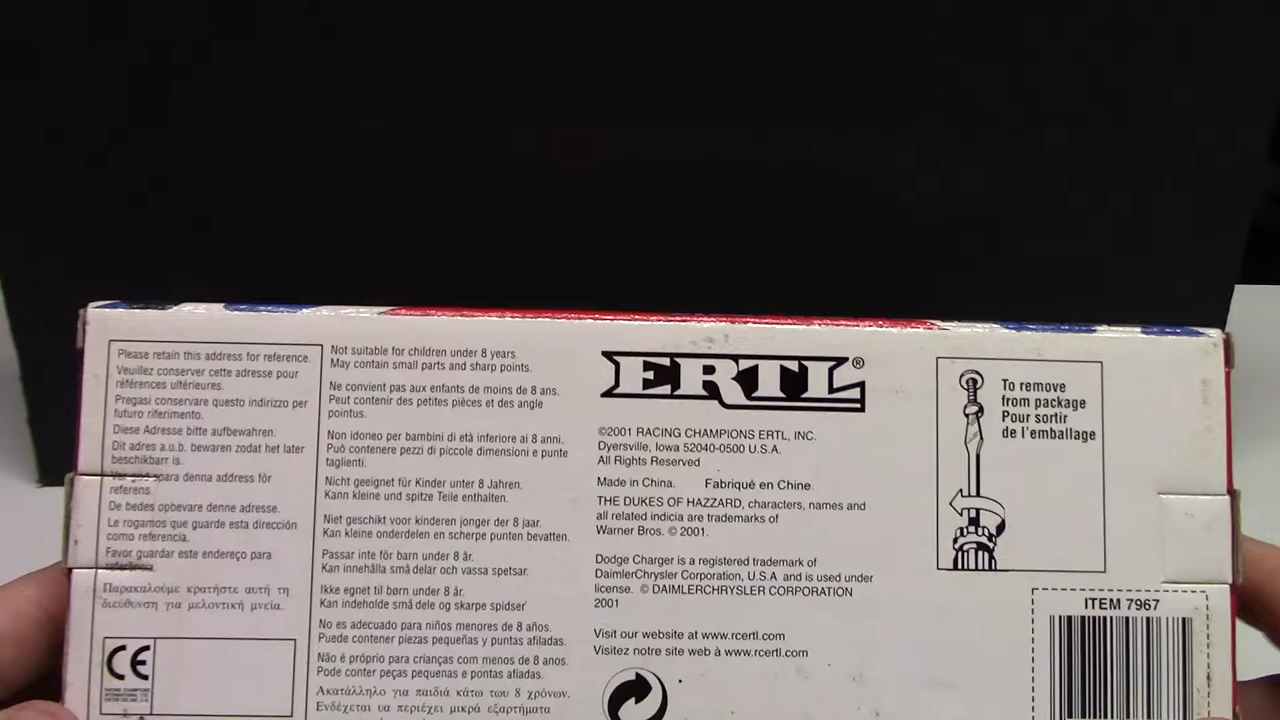 Please retain this address for reference.
Veuillez conserver cette adresse pour
références ultérieures.
Pregasi conservare questo indirizzo per
futuro riferimento.
Diese Adresse bitte aufbewahren.
Dit adres a.u.b. bewaren zodat het later
beschikbarr is.
Var god spara denna address för
referens.
De bedes opbevare denne adresse.
Le rogamos que guarde esta dirección
como referencia.
Favor guardar este endereço para
referência.
Παρακαλούμε κρατήστε αυτή τη
διεύθυνση για μελοντική μνεία.
CE
Not suitable for children under 8 years.
May contain small parts and sharp points.
Ne convient pas aux enfants de moins de 8 ans.
Peut contenir des petites pièces et des angle
pointus.
Non idoneo per bambini di età inferiore ai 8 anni.
Può contenere pezzi di piccole dimensioni e punte
taglienti.
Nicht geeignet für Kinder unter 8 Jahren.
Kann kleine und spitze Teile enthalten.
Niet geschikt voor kinderen jonger der 8 jaar.
Kan kleine onderdelen en scherpe punten bevatten.
Passar inte för barn under 8 år.
Kan innehålla små delar och vassa spetsar.
Ikke egnet til børn under 8 år.
Kan indeholde små dele og skarpe spidser
No es adecuado para niños menores de 8 años.
Puede contener piezas pequeñas y puntas afiladas.
Não é próprio para crianças com menos de 8 anos.
Pode conter peças pequenas e pontas afiadas.
Ακατάλληλο για παιδιά κάτω του 8 χρόνων.
Ενδέχεται να περιέχει μικρά εξαρτήματα
ERTL®
©2001 RACING CHAMPIONS ERTL, INC.
Dyersville, Iowa 52040-0500 U.S.A.
All Rights Reserved
Made in China. Fabriqué en Chine.
THE DUKES OF HAZZARD, characters, names and
all related indicia are trademarks of
Warner Bros. © 2001.
Dodge Charger is a registered trademark of
DaimlerChrysler Corporation, U.S.A and is used under
license. © DAIMLERCHRYSLER CORPORATION
2001
Visit our website at www.rcertl.com
Visitez notre site web à www.rcertl.com
To remove
from package
Pour sortir
de l'emballage
ITEM 7967